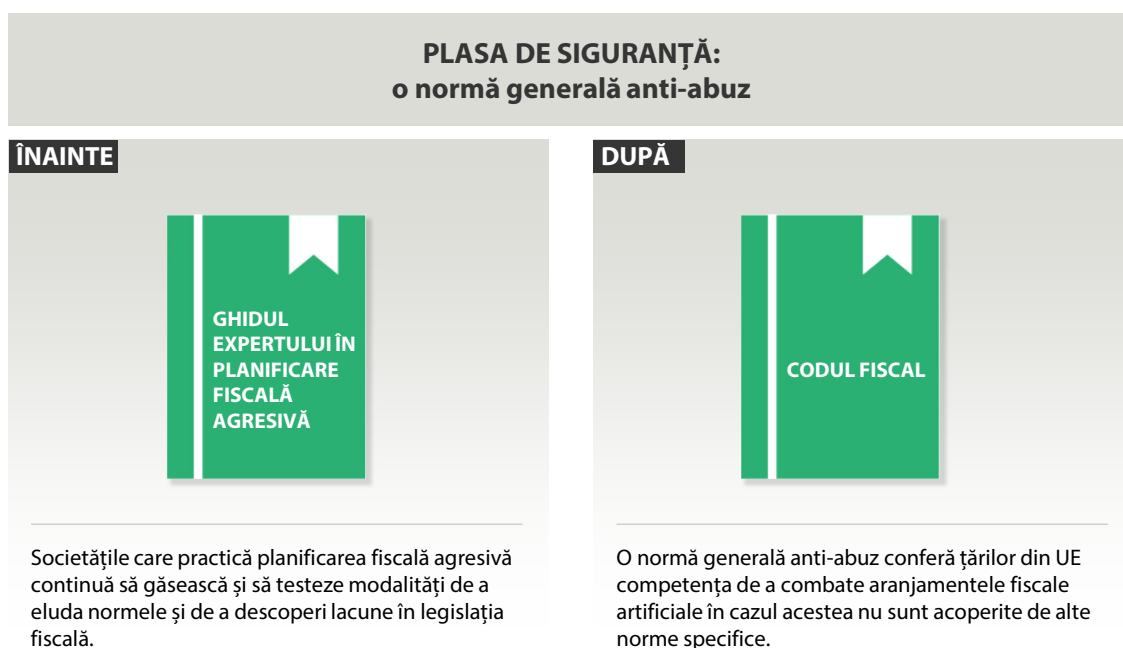 PLASA DE SIGURANȚĂ:
o normă generală anti-abuz
ÎNAINTE
GHIDUL
EXPERTULUI ÎN
PLANIFICARE
FISCALĂ
AGRESIVĂ
Societățile care practică planificarea fiscală agresivă
continuă să găsească și să testeze modalități de a
eluda normele și de a descoperi lacune în legislația
fiscală.
DUPĂ
CODUL FISCAL
O normă generală anti-abuz conferă țărilor din UE
competența de a combate aranjamentele fiscale
artificiale în cazul acestea nu sunt acoperite de alte
norme specifice.